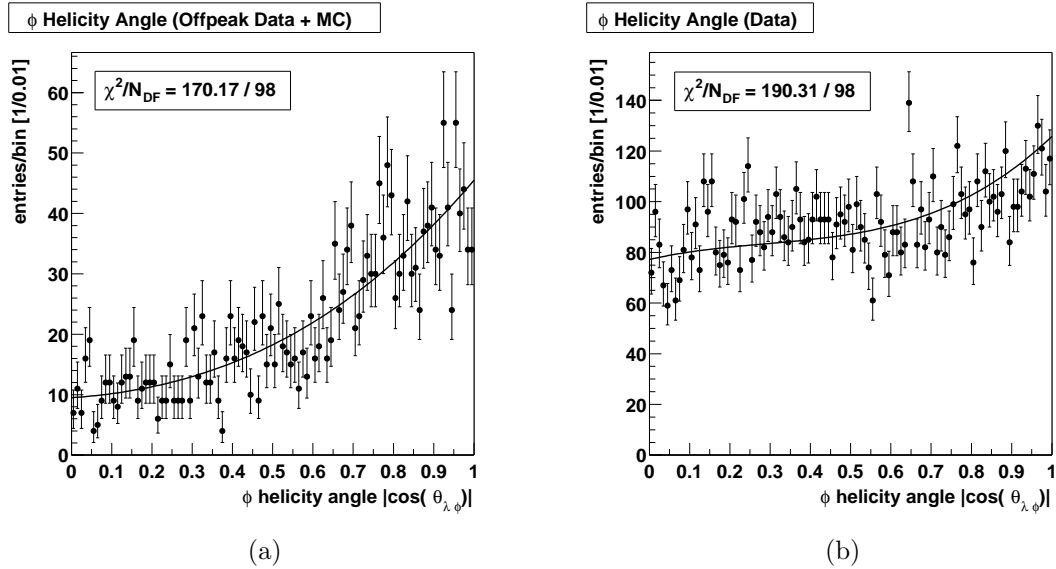 ϕ Helicity Angle (Offpeak Data + MC)
χ²/N_DF = 170.17 / 98
entries/bin [1/0.01]
60
50
40
30
20
10
0
0 0.1 0.2 0.3 0.4 0.5 0.6 0.7 0.8 0.9 1
ϕ helicity angle |cos( θ_λ ϕ)|
(a)
ϕ Helicity Angle (Data)
χ²/N_DF = 190.31 / 98
entries/bin [1/0.01]
140
120
100
80
60
40
20
0
0 0.1 0.2 0.3 0.4 0.5 0.6 0.7 0.8 0.9 1
ϕ helicity angle |cos( θ_λ ϕ)|
(b)